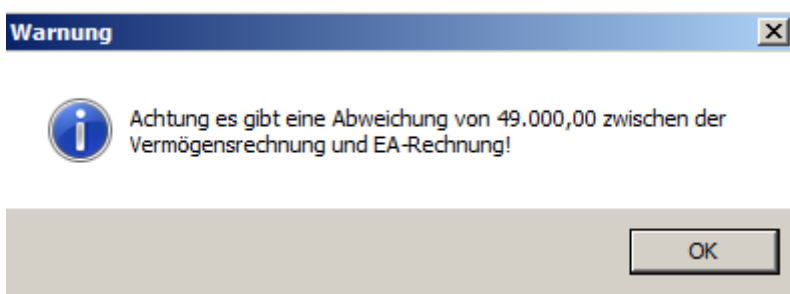 Warnung
Achtung es gibt eine Abweichung von 49.000,00 zwischen der
Vermögensrechnung und EA-Rechnung!
OK